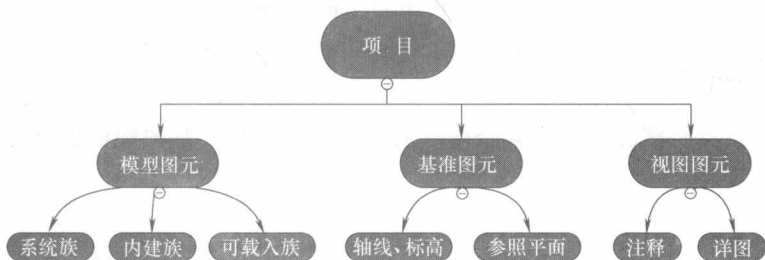 项目
模型图元
基准图元
视图图元
系统族
内建族
可载入族
轴线、标高
参照平面
注释
详图